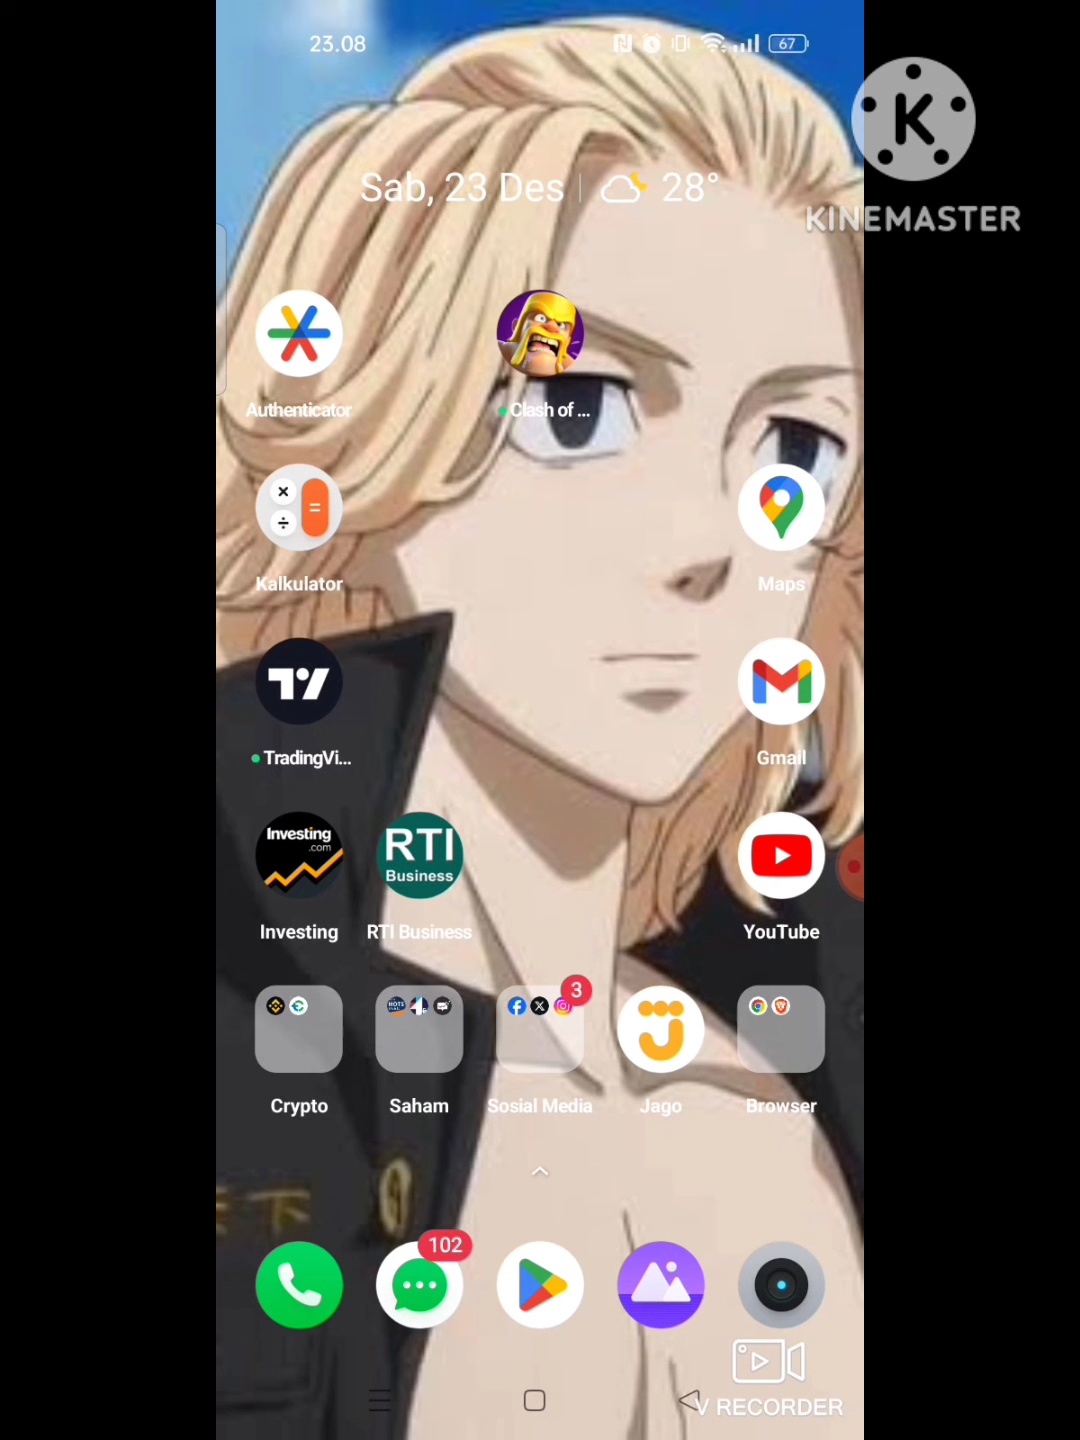 23.08
67
K
KINEMASTER
Sab, 23 Des
28°
Authenticator
Clash of ...
Kalkulator
Maps
TradingVi...
Gmail
Investing
.com
RTI
Business
Investing
RTI Business
YouTube
3
Crypto
Saham
Sosial Media
Jago
Browser
102
V RECORDER